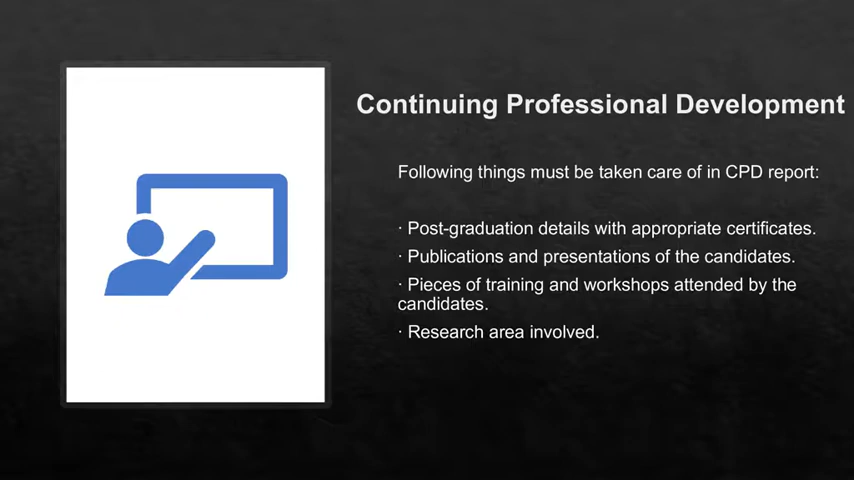 Continuing Professional Development
Following things must be taken care of in CPD report:
· Post-graduation details with appropriate certificates.
· Publications and presentations of the candidates.
· Pieces of training and workshops attended by the
candidates.
· Research area involved.